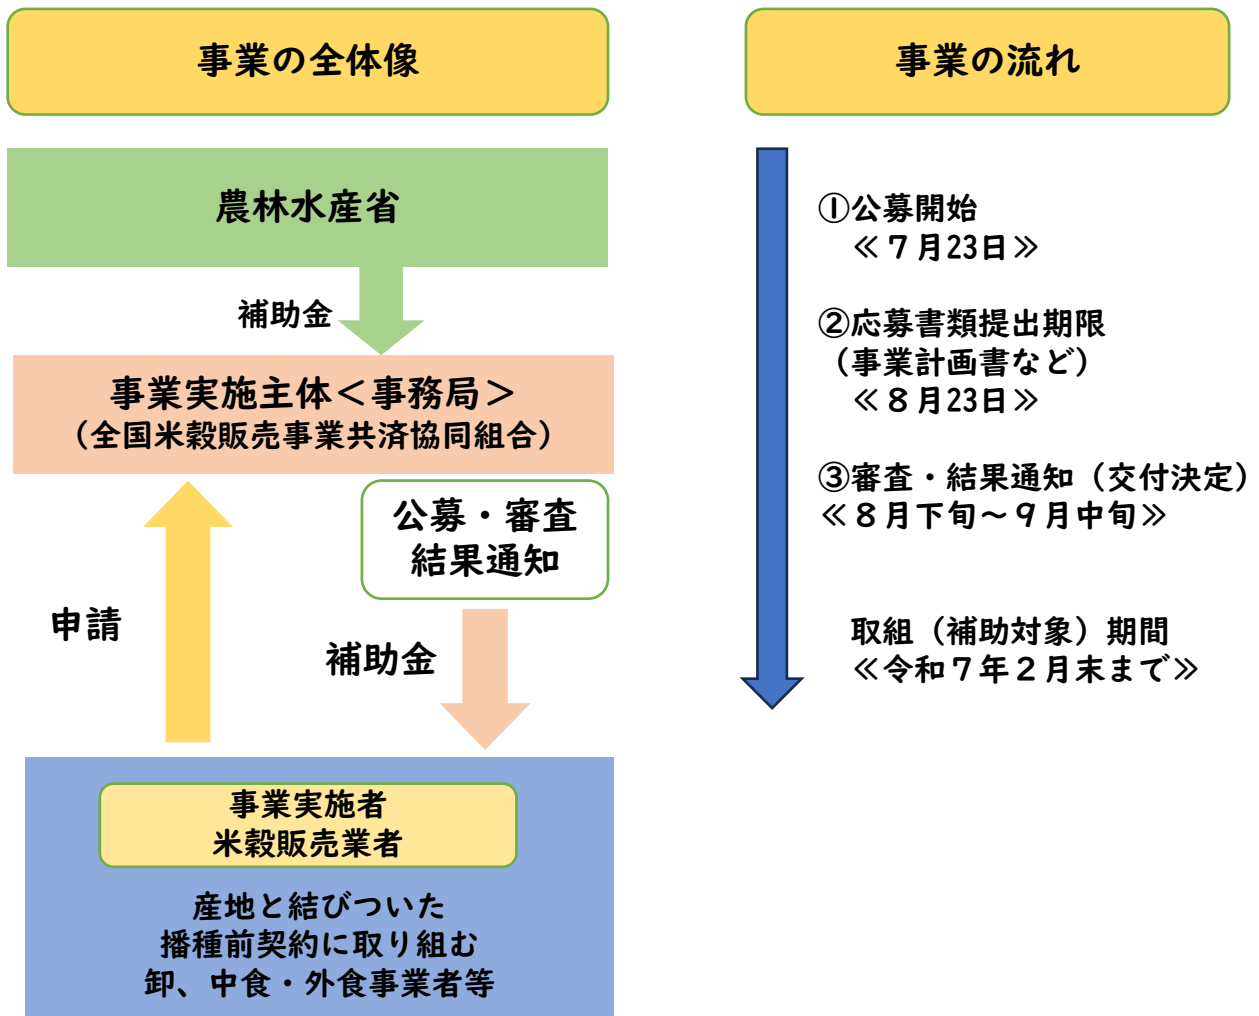 事業の全体像
農林水産省
補助金
事業実施主体＜事務局＞
（全国米穀販売事業共済協同組合）
公募・審査
結果通知
申請
補助金
事業実施者
米穀販売業者
産地と結びついた
播種前契約に取り組む
卸、中食・外食事業者等
事業の流れ
①公募開始
≪７月23日≫
②応募書類提出期限
（事業計画書など）
≪８月23日≫
③審査・結果通知（交付決定）
≪８月下旬～９月中旬≫
取組（補助対象）期間
≪令和７年２月末まで≫